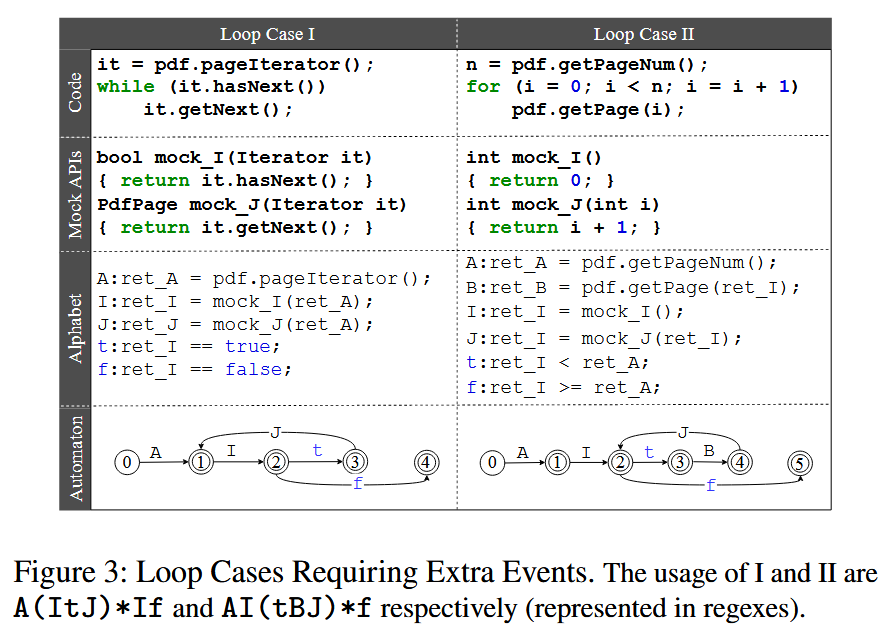 Loop Case I
Loop Case II
Code
it = pdf.pageIterator();
while (it.hasNext())
it.getNext();
n = pdf.getPageNum();
for (i = 0; i < n; i = i + 1)
pdf.getPage(i);
Mock APIs
bool mock_I(Iterator it)
{ return it.hasNext(); }
PdfPage mock_J(Iterator it)
{ return it.getNext(); }
int mock_I()
{ return 0; }
int mock_J(int i)
{ return i + 1; }
Alphabet
A:ret_A = pdf.pageIterator();
I:ret_I = mock_I(ret_A);
J:ret_J = mock_J(ret_A);
t:ret_I == true;
f:ret_I == false;
A:ret_A = pdf.getPageNum();
B:ret_B = pdf.getPage(ret_I);
I:ret_I = mock_I();
J:ret_I = mock_J(ret_I);
t:ret_I < ret_A;
f:ret_I >= ret_A;
Automaton
J
A I t
0 1 2 3 4
f
J
A I t B
0 1 2 3 4 5
f
Figure 3: Loop Cases Requiring Extra Events. The usage of I and II are
A(ItJ)*If and AI(tBJ)*f respectively (represented in regexes).